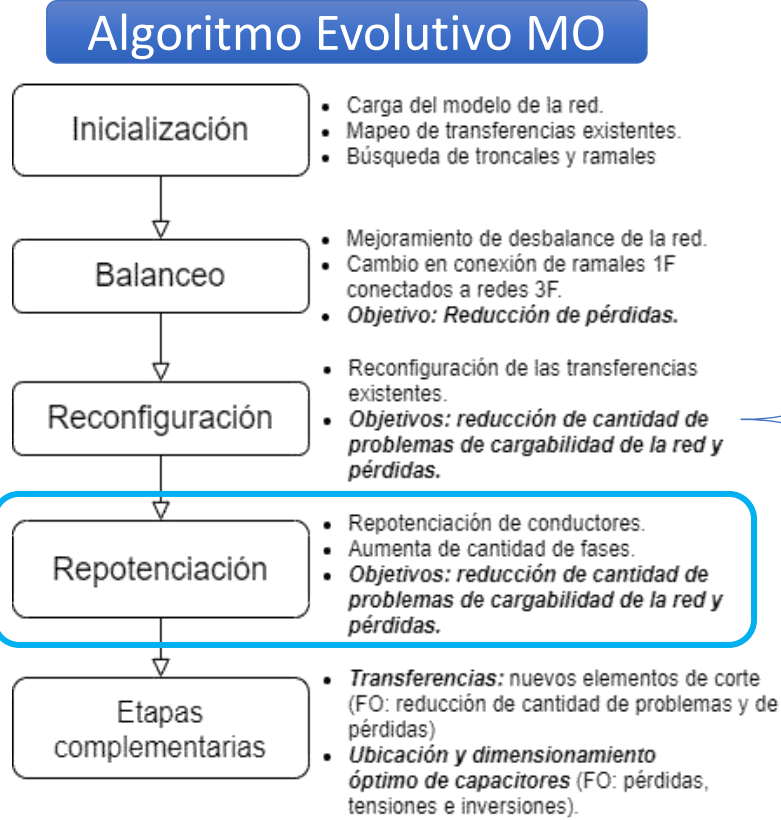 Algoritmo Evolutivo MO
Inicialización
• Carga del modelo de la red.
• Mapeo de transferencias existentes.
• Búsqueda de troncales y ramales
Balanceo
• Mejoramiento de desbalance de la red.
• Cambio en conexión de ramales 1F
conectados a redes 3F.
• Objetivo: Reducción de pérdidas.
Reconfiguración
• Reconfiguración de las transferencias
existentes.
• Objetivos: reducción de cantidad de
problemas de cargabilidad de la red y
pérdidas.
Repotenciación
• Repotenciación de conductores.
• Aumenta de cantidad de fases.
• Objetivos: reducción de cantidad de
problemas de cargabilidad de la red y
pérdidas.
Etapas
complementarias
• Transferencias: nuevos elementos de corte
(FO: reducción de cantidad de problemas y de
pérdidas)
• Ubicación y dimensionamiento
óptimo de capacitores (FO: pérdidas,
tensiones e inversiones).